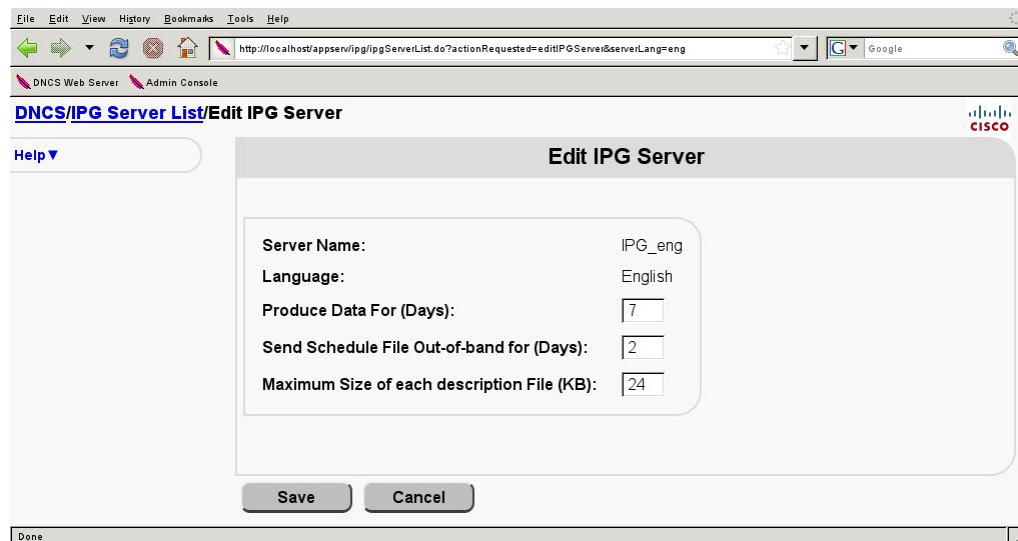 File Edit View History Bookmarks Tools Help
http://localhost/appserv/ipg/ipgServerList.do?actionRequested=editIPGServer&serverLang=eng
G Google
DNCS Web Server Admin Console
DNCS/IPG Server List/Edit IPG Server
CISCO
Help▼
Edit IPG Server
Server Name: IPG_eng
Language: English
Produce Data For (Days): 7
Send Schedule File Out-of-band for (Days): 2
Maximum Size of each description File (KB): 24
Save Cancel
Done